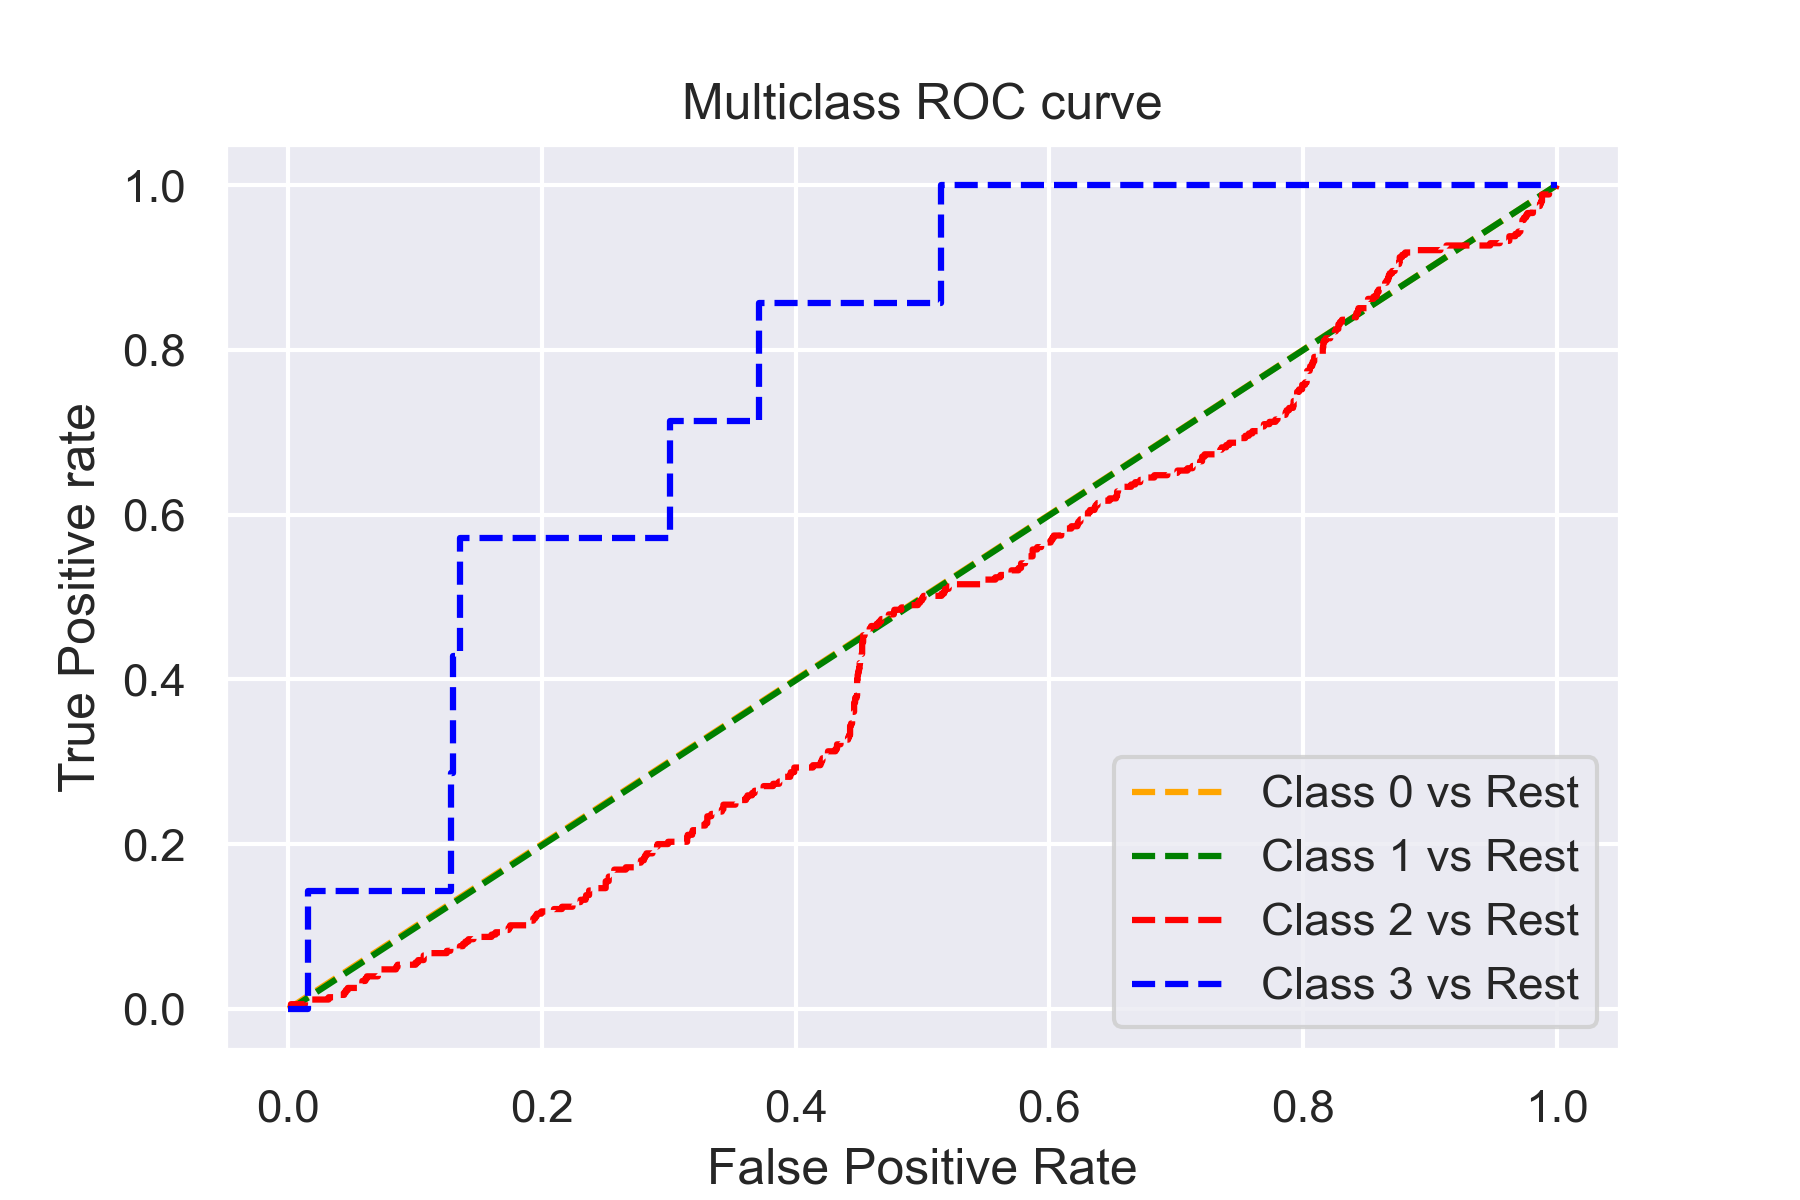 Multiclass ROC curve
True Positive rate
1.0
0.8
0.6
0.4
0.2
0.0
Class 0 vs Rest
Class 1 vs Rest
Class 2 vs Rest
Class 3 vs Rest
0.0 0.2 0.4 0.6 0.8 1.0
False Positive Rate